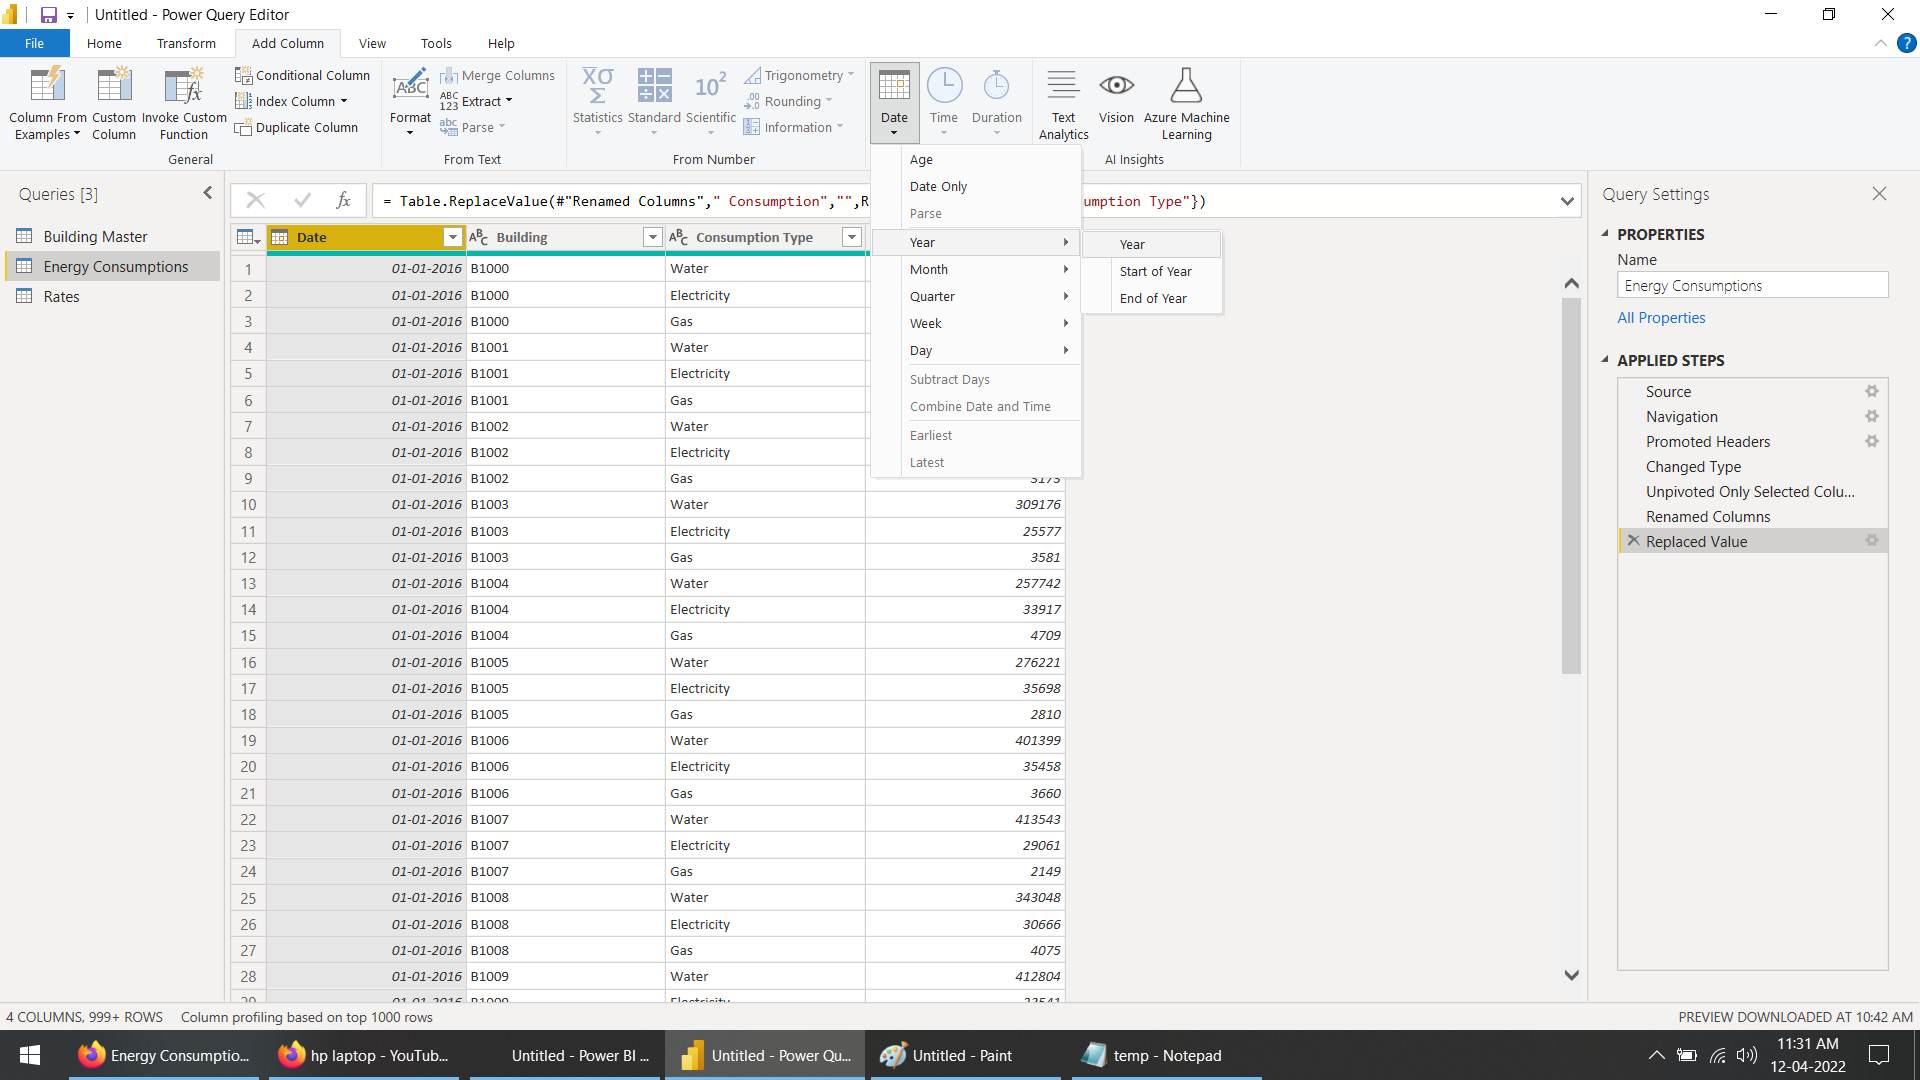 Untitled - Power Query Editor
File Home Transform Add Column View Tools Help
Column From Examples
Custom Column
Invoke Custom Function
Conditional Column
Index Column
Duplicate Column
General
Format
Merge Columns
Extract
Parse
From Text
Statistics
Standard
Scientific
Trigonometry
Rounding
Information
From Number
Date
Time
Duration
Text Analytics
Vision
Azure Machine Learning
AI Insights
Age
Date Only
Parse
Year
Month
Quarter
Week
Day
Subtract Days
Combine Date and Time
Earliest
Latest
Year
Start of Year
End of Year
Queries [3]
Building Master
Energy Consumptions
Rates
= Table.ReplaceValue(#"Renamed Columns"," Consumption","",R
umption Type"})
Date Building Consumption Type
1 01-01-2016 B1000 Water
2 01-01-2016 B1000 Electricity
3 01-01-2016 B1000 Gas
4 01-01-2016 B1001 Water
5 01-01-2016 B1001 Electricity
6 01-01-2016 B1001 Gas
7 01-01-2016 B1002 Water
8 01-01-2016 B1002 Electricity
9 01-01-2016 B1002 Gas 3173
10 01-01-2016 B1003 Water 309176
11 01-01-2016 B1003 Electricity 25577
12 01-01-2016 B1003 Gas 3581
13 01-01-2016 B1004 Water 257742
14 01-01-2016 B1004 Electricity 33917
15 01-01-2016 B1004 Gas 4709
16 01-01-2016 B1005 Water 276221
17 01-01-2016 B1005 Electricity 35698
18 01-01-2016 B1005 Gas 2810
19 01-01-2016 B1006 Water 401399
20 01-01-2016 B1006 Electricity 35458
21 01-01-2016 B1006 Gas 3660
22 01-01-2016 B1007 Water 413543
23 01-01-2016 B1007 Electricity 29061
24 01-01-2016 B1007 Gas 2149
25 01-01-2016 B1008 Water 343048
26 01-01-2016 B1008 Electricity 30666
27 01-01-2016 B1008 Gas 4075
28 01-01-2016 B1009 Water 412804
29 01-01-2016 B1009 Electricity
Query Settings
PROPERTIES
Name
Energy Consumptions
All Properties
APPLIED STEPS
Source
Navigation
Promoted Headers
Changed Type
Unpivoted Only Selected Colu...
Renamed Columns
Replaced Value
4 COLUMNS, 999+ ROWS Column profiling based on top 1000 rows
PREVIEW DOWNLOADED AT 10:42 AM
Energy Consumptio...
hp laptop - YouTub...
Untitled - Power BI ...
Untitled - Power Qu...
Untitled - Paint
temp - Notepad
11:31 AM
12-04-2022